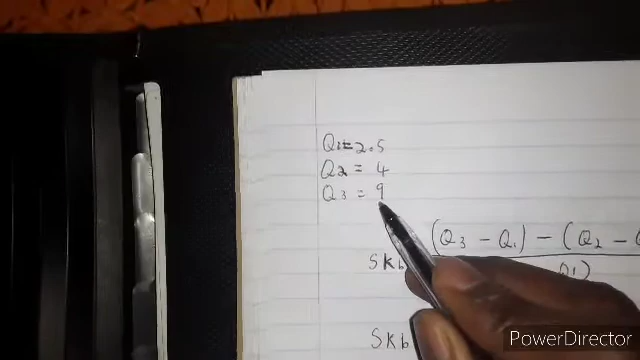 Q1=2.5
Q2 = 4
Q3 = 9
(Q3 - Q1) - (Q2 -
Skb
Q1)
Skb
PowerDirector